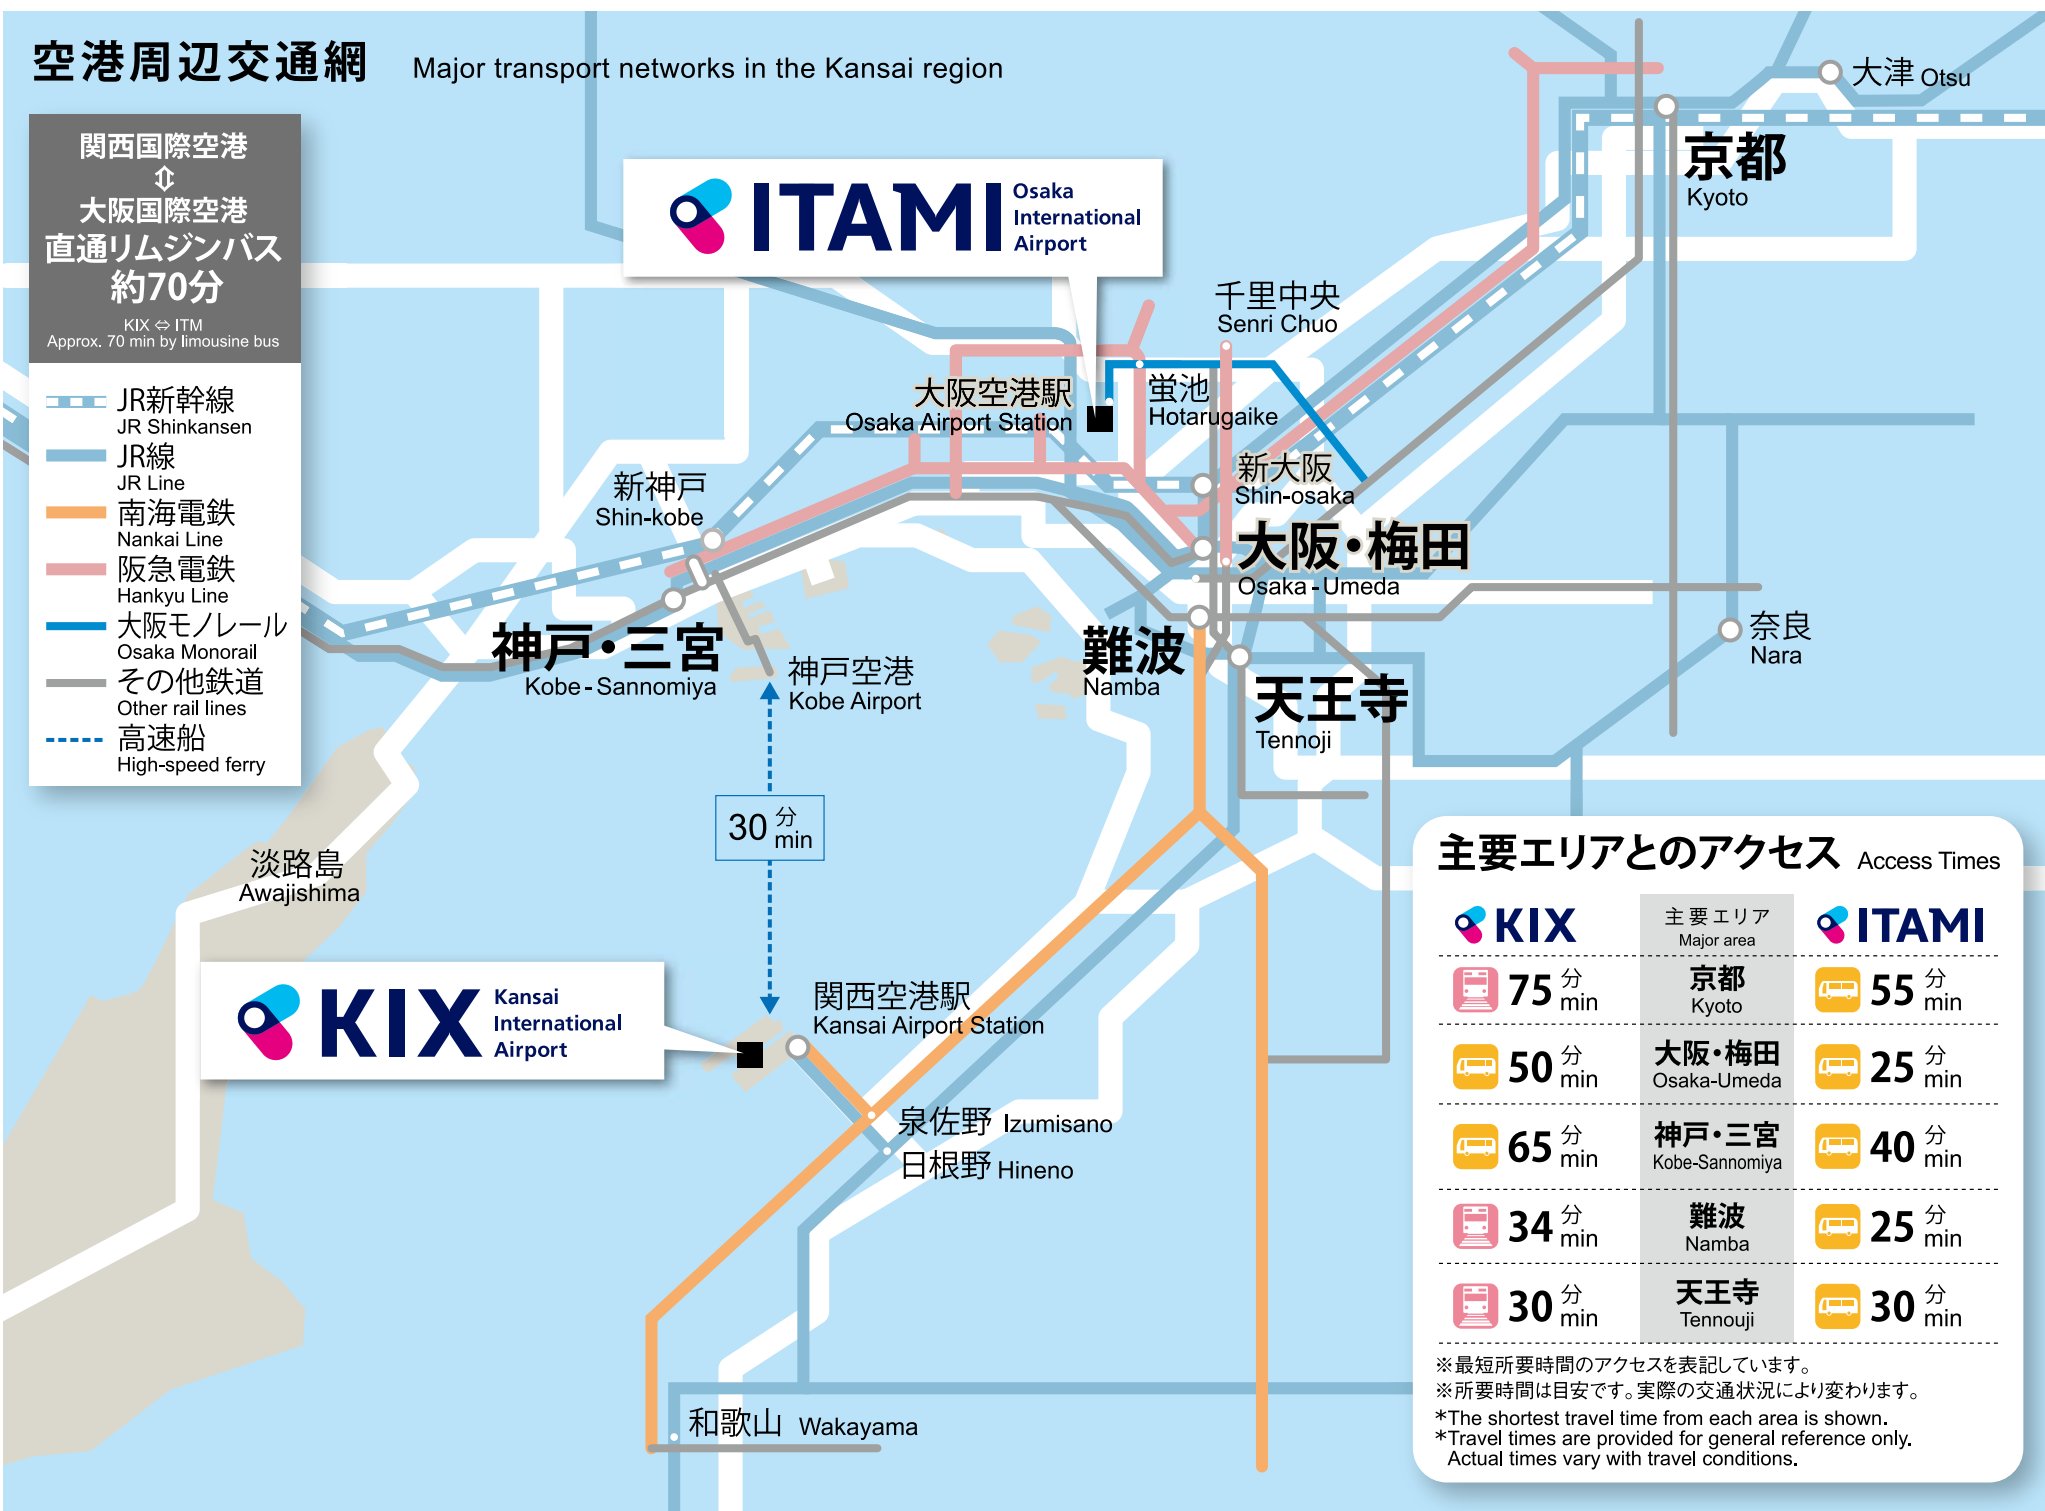 空港周辺交通網 Major transport networks in the Kansai region
関西国際空港
⇕
大阪国際空港
直通リムジンバス
約70分
KIX ⇔ ITM
Approx. 70 min by limousine bus
JR新幹線
JR Shinkansen
JR線
JR Line
南海電鉄
Nankai Line
阪急電鉄
Hankyu Line
大阪モノレール
Osaka Monorail
その他鉄道
Other rail lines
高速船
High-speed ferry
ITAMI
Osaka
International
Airport
大津 Otsu
京都
Kyoto
千里中央
Senri Chuo
大阪空港駅
Osaka Airport Station
蛍池
Hotarugaike
新神戸
Shin-kobe
新大阪
Shin-osaka
大阪・梅田
Osaka-Umeda
神戸・三宮
Kobe-Sannomiya
神戸空港
Kobe Airport
難波
Namba
天王寺
Tennoji
奈良
Nara
30 分
min
淡路島
Awajishima
KIX
Kansai
International
Airport
関西空港駅
Kansai Airport Station
泉佐野 Izumisano
日根野 Hineno
和歌山 Wakayama
主要エリアとのアクセス Access Times
KIX
主要エリア
Major area
ITAMI
75 分
min
京都
Kyoto
55 分
min
50 分
min
大阪・梅田
Osaka-Umeda
25 分
min
65 分
min
神戸・三宮
Kobe-Sannomiya
40 分
min
34 分
min
難波
Namba
25 分
min
30 分
min
天王寺
Tennouji
30 分
min
※最短所要時間のアクセスを表記しています。
※所要時間は目安です。実際の交通状況により変わります。
*The shortest travel time from each area is shown.
*Travel times are provided for general reference only.
Actual times vary with travel conditions.